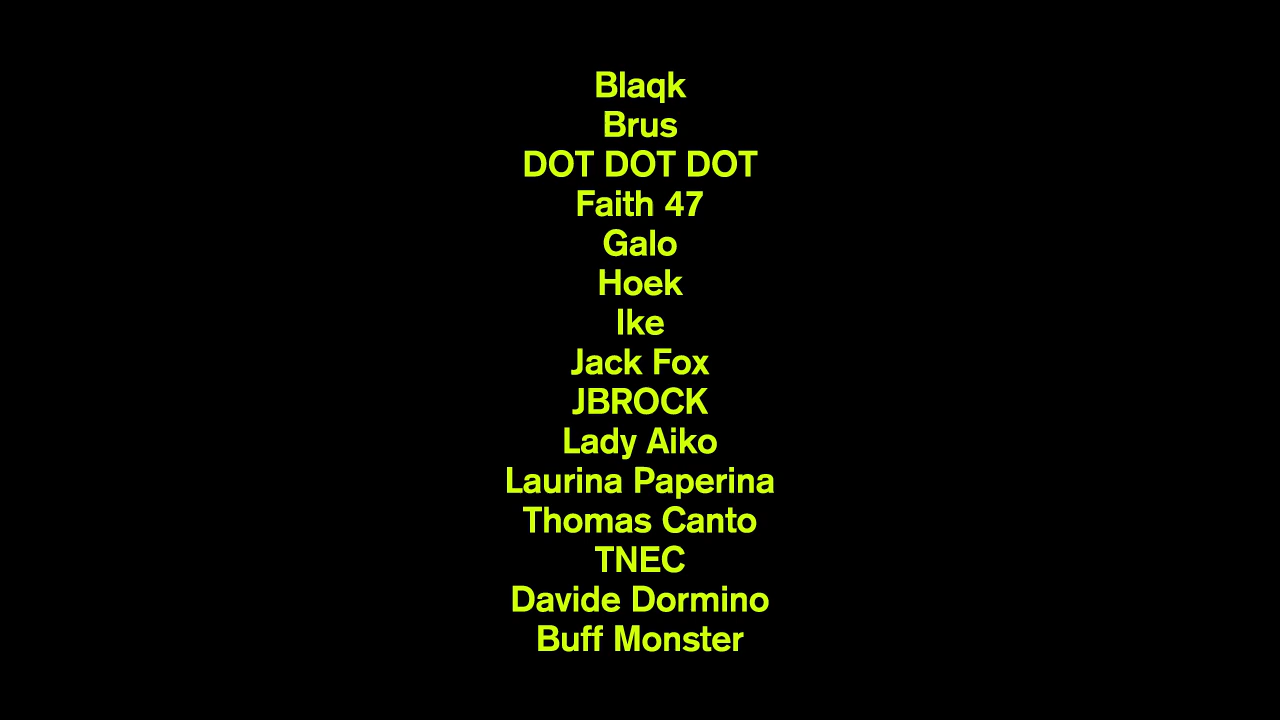 Blaqk
Brus
DOT DOT DOT
Faith 47
Galo
Hoek
Ike
Jack Fox
JBROCK
Lady Aiko
Laurina Paperina
Thomas Canto
TNEC
Davide Dormino
Buff Monster